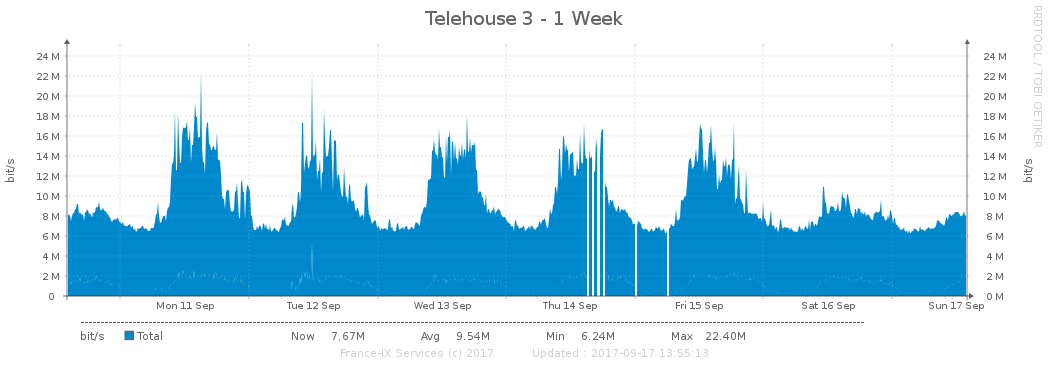 Telehouse 3 - 1 Week
RRDTOOL / TOBI OETIKER
24 M 24 M
22 M 22 M
20 M 20 M
18 M 18 M
16 M 16 M
14 M 14 M
12 M 12 M
10 M 10 M
8 M 8 M
6 M 6 M
4 M 4 M
2 M 2 M
0 0 M
bit/s
bit/s
Mon 11 Sep Tue 12 Sep Wed 13 Sep Thu 14 Sep Fri 15 Sep Sat 16 Sep Sun 17 Sep
bit/s Total Now 7.67M Avg 9.54M Min 6.24M Max 22.40M
France-IX Services (c) 2017 Updated : 2017-09-17 13:55:13